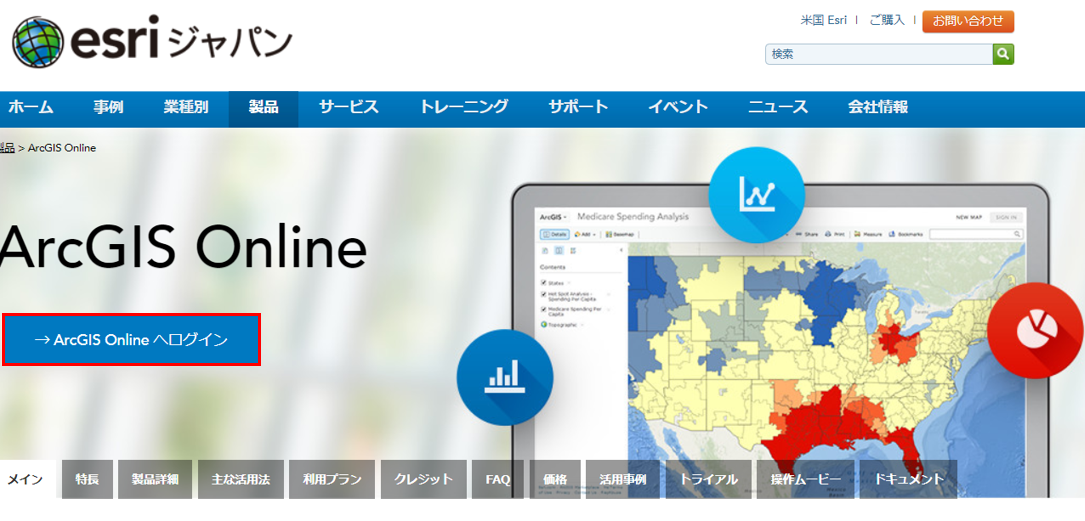 esri ジャパン
米国 Esri | ご購入 | お問い合わせ
検索
ホーム 事例 業種別 製品 サービス トレーニング サポート イベント ニュース 会社情報
製品 > ArcGIS Online
ArcGIS Online
→ ArcGIS Online へログイン
ArcGIS Medicare Spending Analysis NEW MAP SIGN IN
Details Add Basemap Share Print Measure Bookmarks
Contents
States
Hot Spot Analysis -
Spending Per Capita
Medicare Spending Per
Capita
Topographic
メイン 特長 製品詳細 主な活用法 利用プラン クレジット FAQ 価格 活用事例 トライアル 操作ムービー ドキュメント